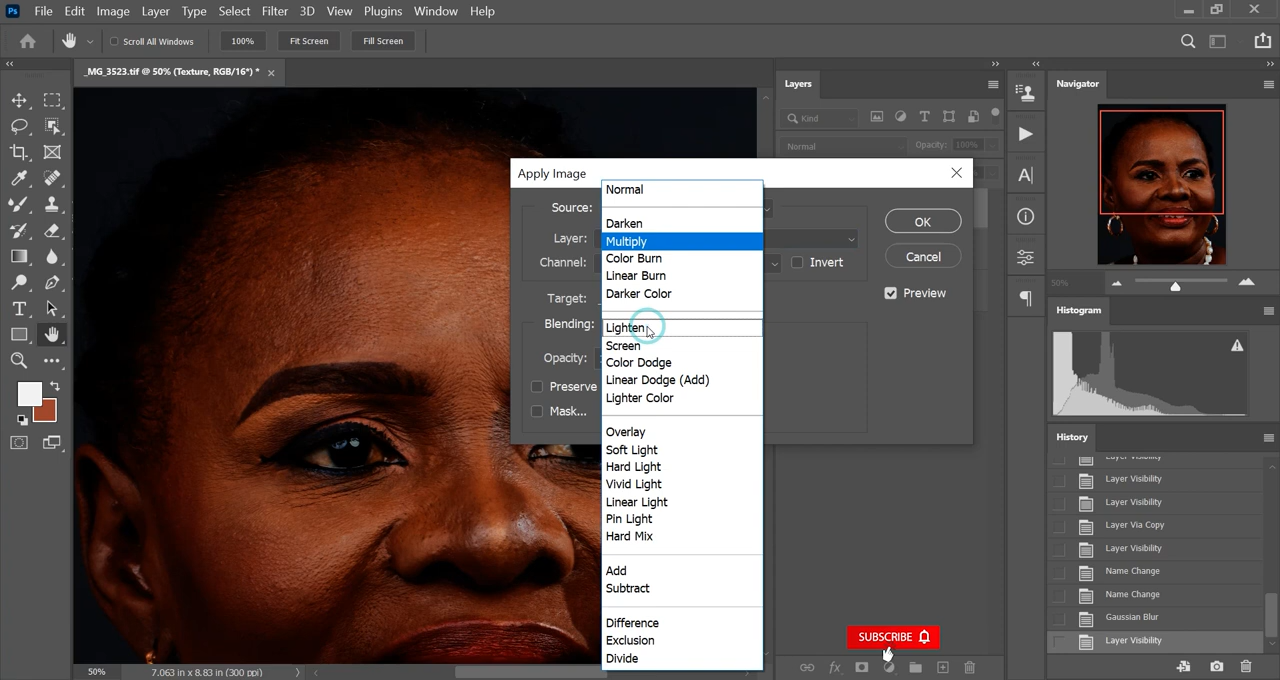 Ps File Edit Image Layer Type Select Filter 3D View Plugins Window Help
Scroll All Windows 100% Fit Screen Fill Screen
_MG_3523.tif @ 50% (Texture, RGB/16*) *
Layers
Kind
Normal Opacity: 100%
Navigator
50%
Histogram
History
Layer Visibility
Layer Visibility
Layer Visibility
Layer Via Copy
Layer Visibility
Name Change
Name Change
Gaussian Blur
Layer Visibility
Apply Image
Source:
Layer:
Channel:
Invert
Target:
Blending:
Opacity:
Preserve
Mask...
OK
Cancel
Preview
Normal
Darken
Multiply
Color Burn
Linear Burn
Darker Color
Lighten
Screen
Color Dodge
Linear Dodge (Add)
Lighter Color
Overlay
Soft Light
Hard Light
Vivid Light
Linear Light
Pin Light
Hard Mix
Add
Subtract
Difference
Exclusion
Divide
SUBSCRIBE
fx
50% 7.063 in x 8.83 in (300 ppi)